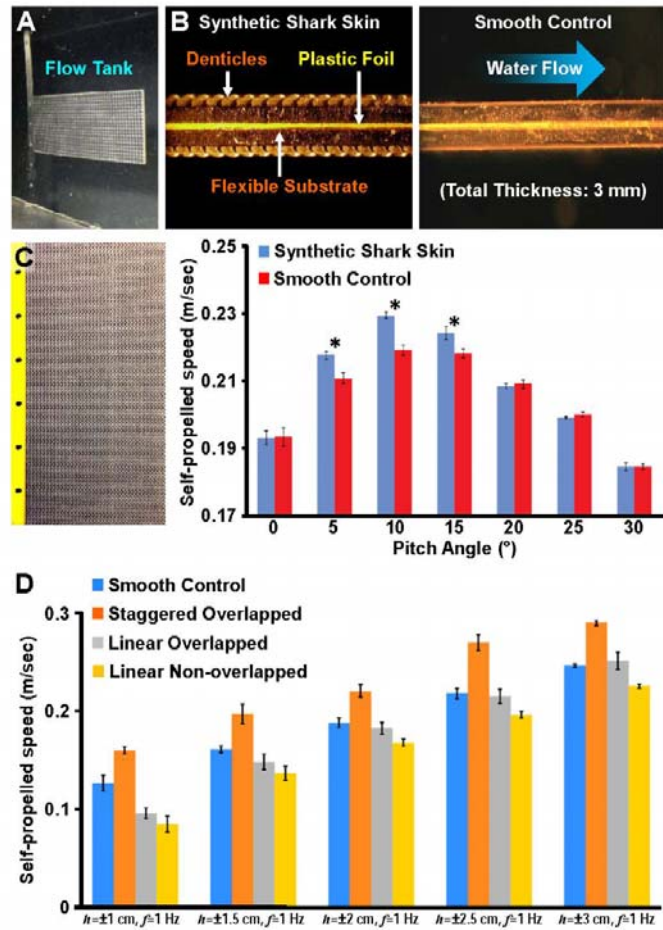 A
Flow Tank
B
Synthetic Shark Skin
Denticles
Plastic Foil
Flexible Substrate
Smooth Control
Water Flow
(Total Thickness: 3 mm)
C
Synthetic Shark Skin
Smooth Control
Self-propelled speed (m/sec)
0.25
0.23
0.21
0.19
0.17
* * *
0 5 10 15 20 25 30
Pitch Angle (°)
D
Smooth Control
Staggered Overlapped
Linear Overlapped
Linear Non-overlapped
Self-propelled speed (m/sec)
0.3
0.2
0.1
0
h=±1 cm, f=1 Hz h=±1.5 cm, f=1 Hz h=±2 cm, f=1 Hz h=±2.5 cm, f=1 Hz h=±3 cm, f=1 Hz